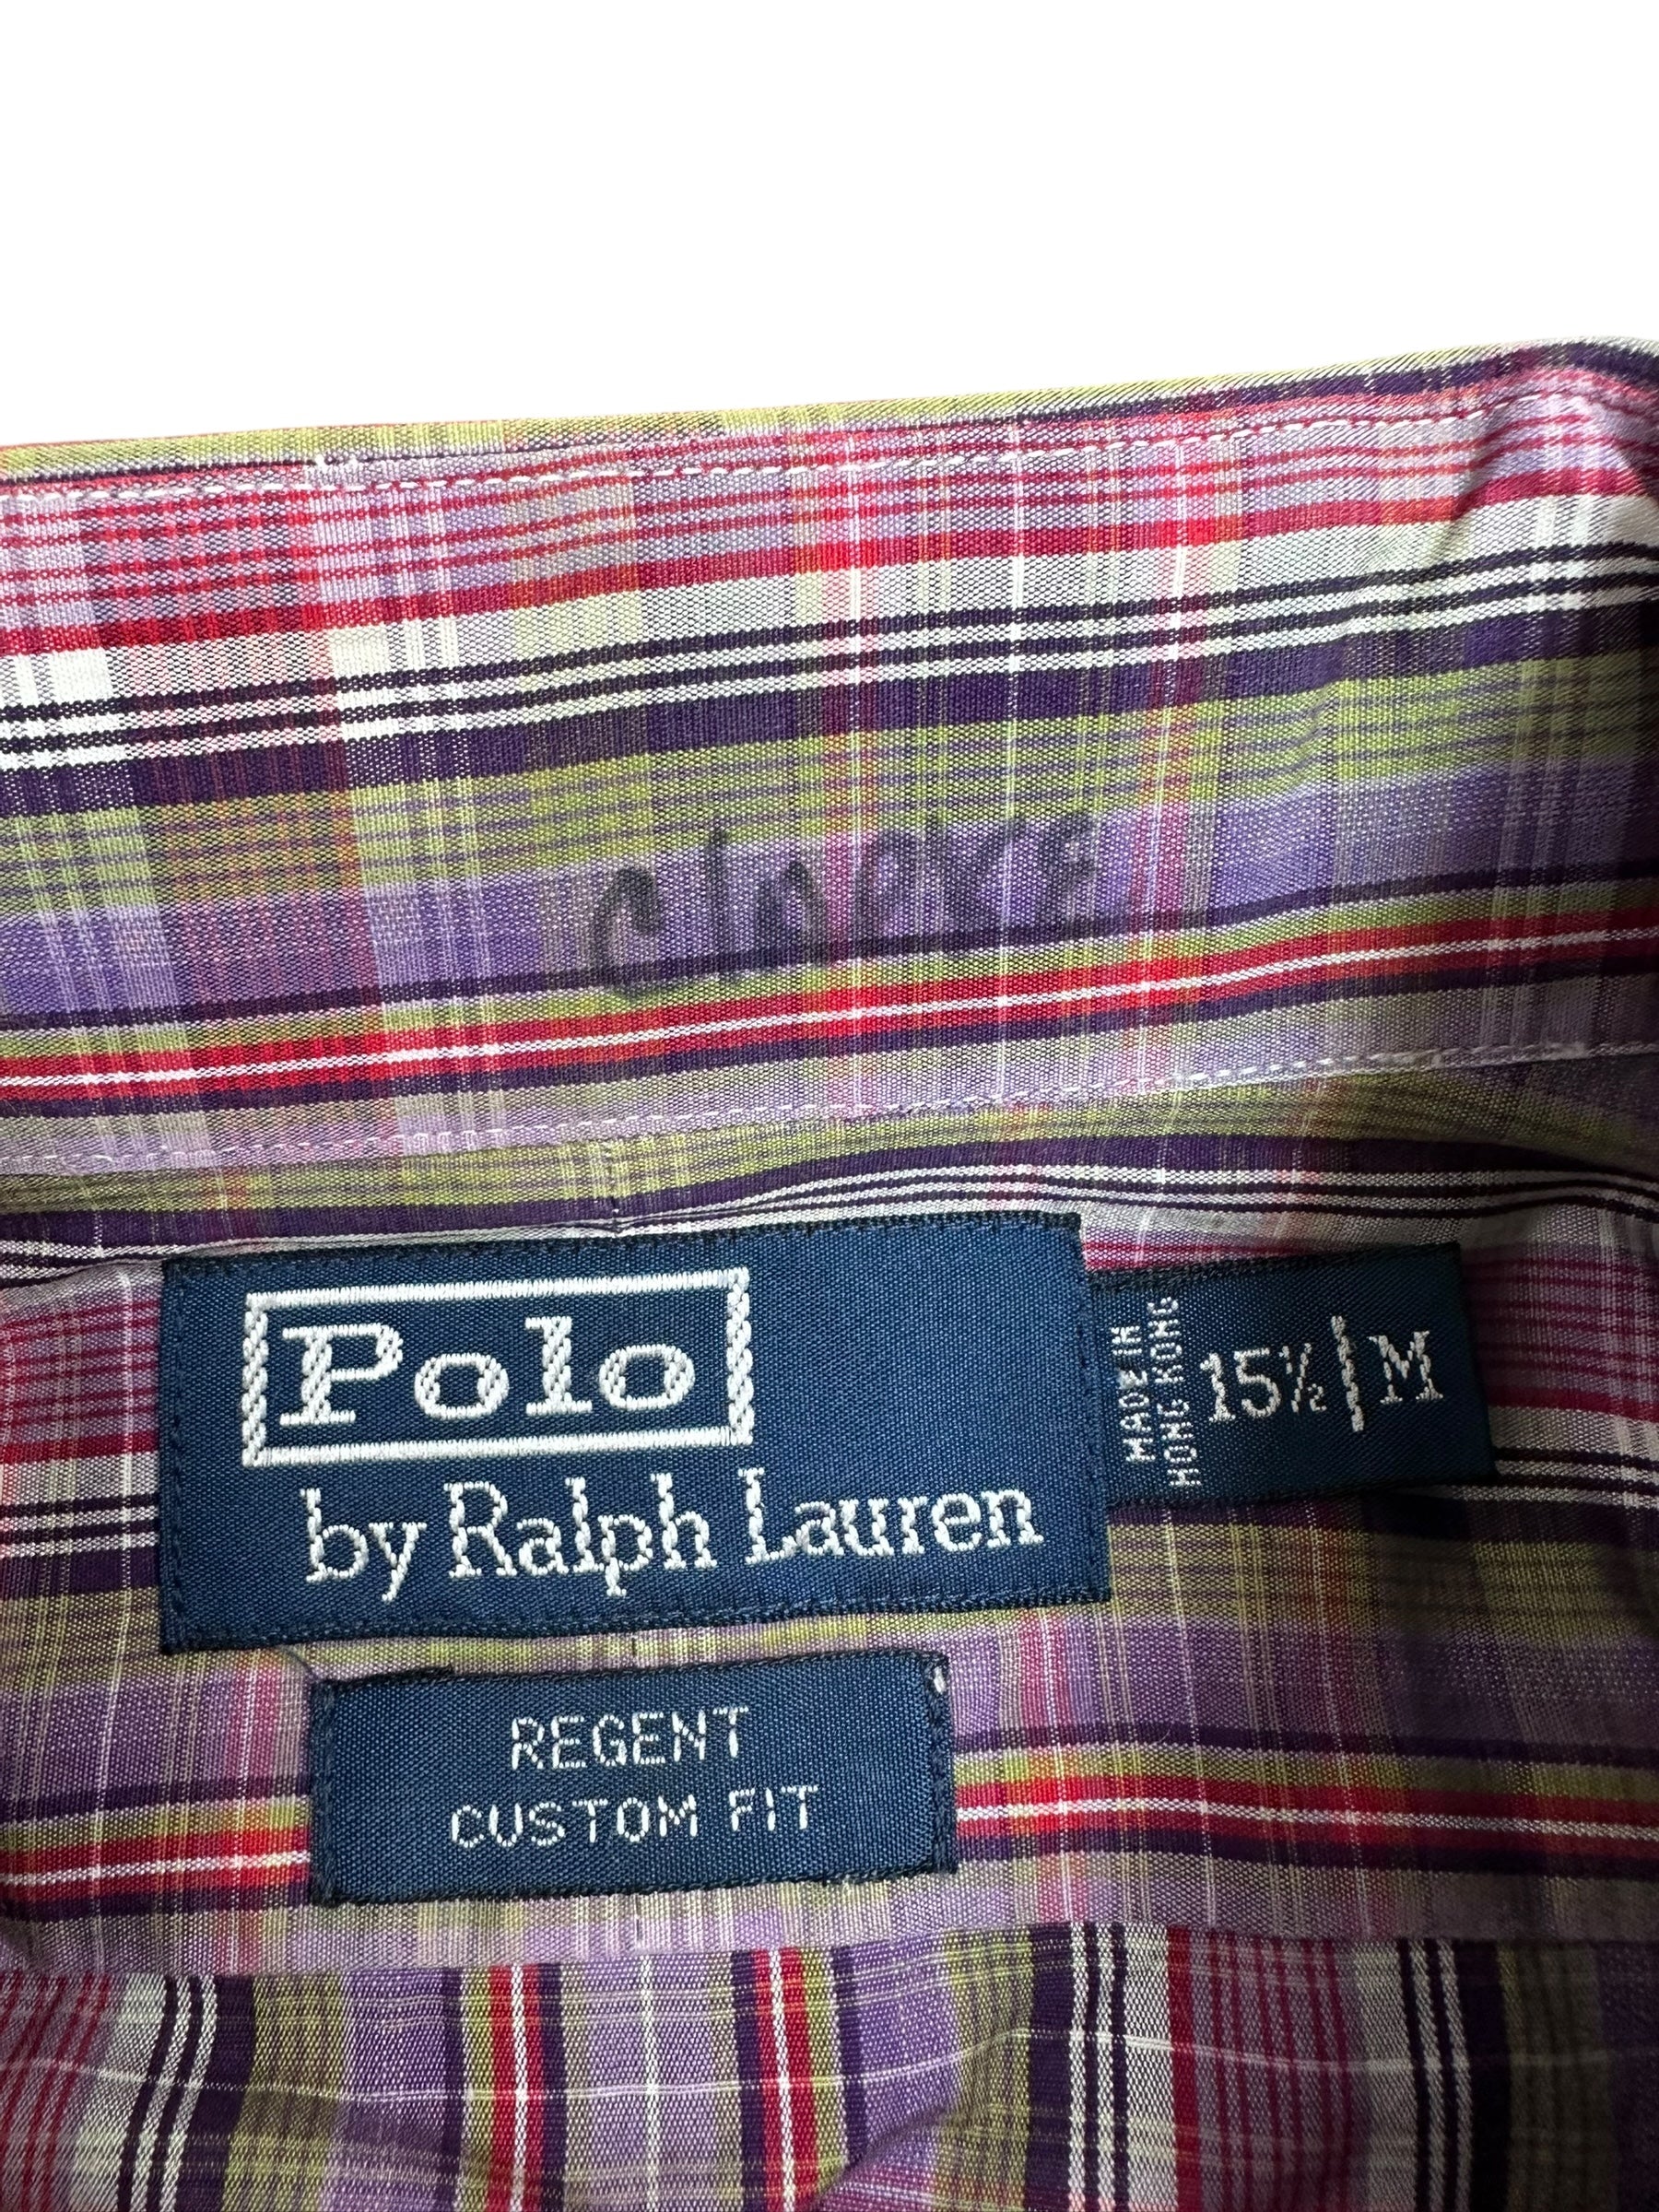 Polo
by Ralph Lauren
MADE IN
HONG KONG
15½ | M
REGENT
CUSTOM FIT